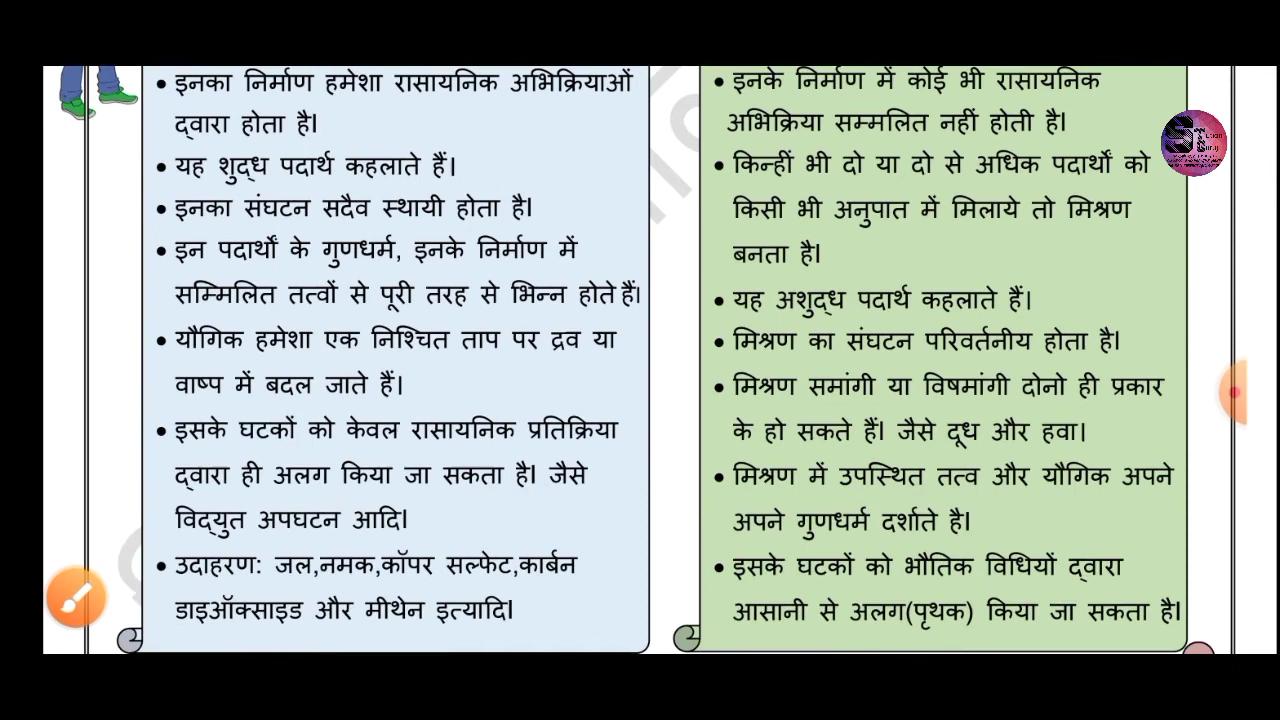 • इनका निर्माण हमेशा रासायनिक अभिक्रियाओं
द्वारा होता है।
• यह शुद्ध पदार्थ कहलाते हैं।
• इनका संघटन सदैव स्थायी होता है।
• इन पदार्थों के गुणधर्म, इनके निर्माण में
सम्मिलित तत्वों से पूरी तरह से भिन्न होते हैं।
• यौगिक हमेशा एक निश्चित ताप पर द्रव या
वाष्प में बदल जाते हैं।
• इसके घटकों को केवल रासायनिक प्रतिक्रिया
द्वारा ही अलग किया जा सकता है। जैसे
विद्युत अपघटन आदि।
• उदाहरण: जल,नमक,कॉपर सल्फेट,कार्बन
डाइऑक्साइड और मीथेन इत्यादि।
• इनके निर्माण में कोई भी रासायनिक
अभिक्रिया सम्मलित नहीं होती है।
• किन्हीं भी दो या दो से अधिक पदार्थों को
किसी भी अनुपात में मिलाये तो मिश्रण
बनता है।
• यह अशुद्ध पदार्थ कहलाते हैं।
• मिश्रण का संघटन परिवर्तनीय होता है।
• मिश्रण समांगी या विषमांगी दोनो ही प्रकार
के हो सकते हैं। जैसे दूध और हवा।
• मिश्रण में उपस्थित तत्व और यौगिक अपने
अपने गुणधर्म दर्शाते है।
• इसके घटकों को भौतिक विधियों द्वारा
आसानी से अलग(पृथक) किया जा सकता है।